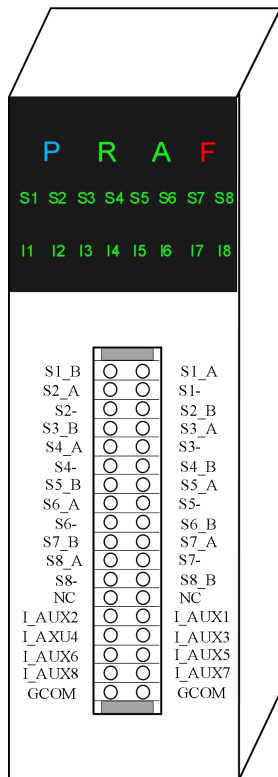 P R A F
S1 S2 S3 S4 S5 S6 S7 S8
I1 I2 I3 I4 I5 I6 I7 I8
S1_B S1_A
S2_A S1-
S2- S2_B
S3_B S3_A
S4_A S3-
S4- S4_B
S5_B S5_A
S6_A S5-
S6- S6_B
S7_B S7_A
S8_A S7-
S8- S8_B
NC NC
I_AUX2 I_AUX1
I_AXU4 I_AUX3
I_AUX6 I_AUX5
I_AUX8 I_AUX7
GCOM GCOM